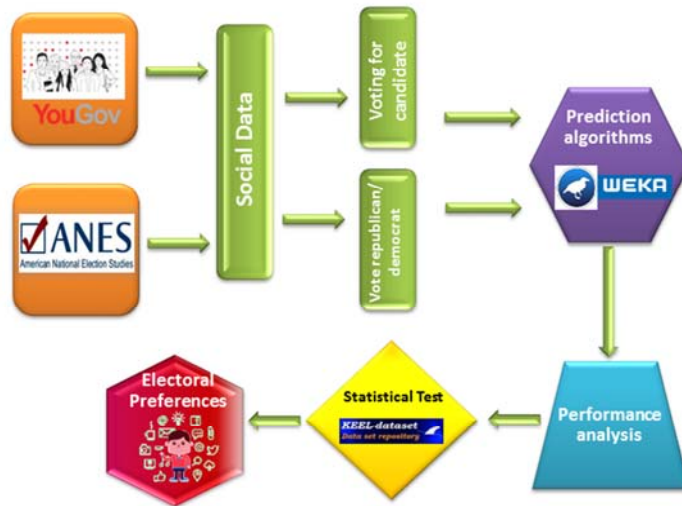 YouGov
ANES
American National Election Studies
Social Data
Voting for
candidate
Vote republican/
democrat
Prediction
algorithms
WEKA
Performance
analysis
Statistical Test
KEEL-dataset
Data set repository
Electoral
Preferences